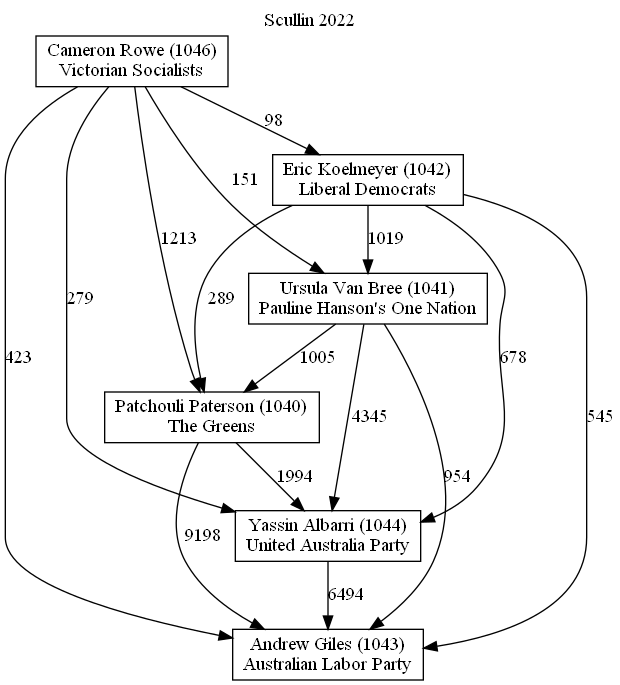 Scullin 2022
Cameron Rowe (1046)
Victorian Socialists
98
Eric Koelmeyer (1042)
Liberal Democrats
151
1213
1019
Ursula Van Bree (1041)
Pauline Hanson's One Nation
279
289
423
1005
678
Patchouli Paterson (1040)
The Greens
4345
545
1994
954
Yassin Albarri (1044)
United Australia Party
9198
6494
Andrew Giles (1043)
Australian Labor Party